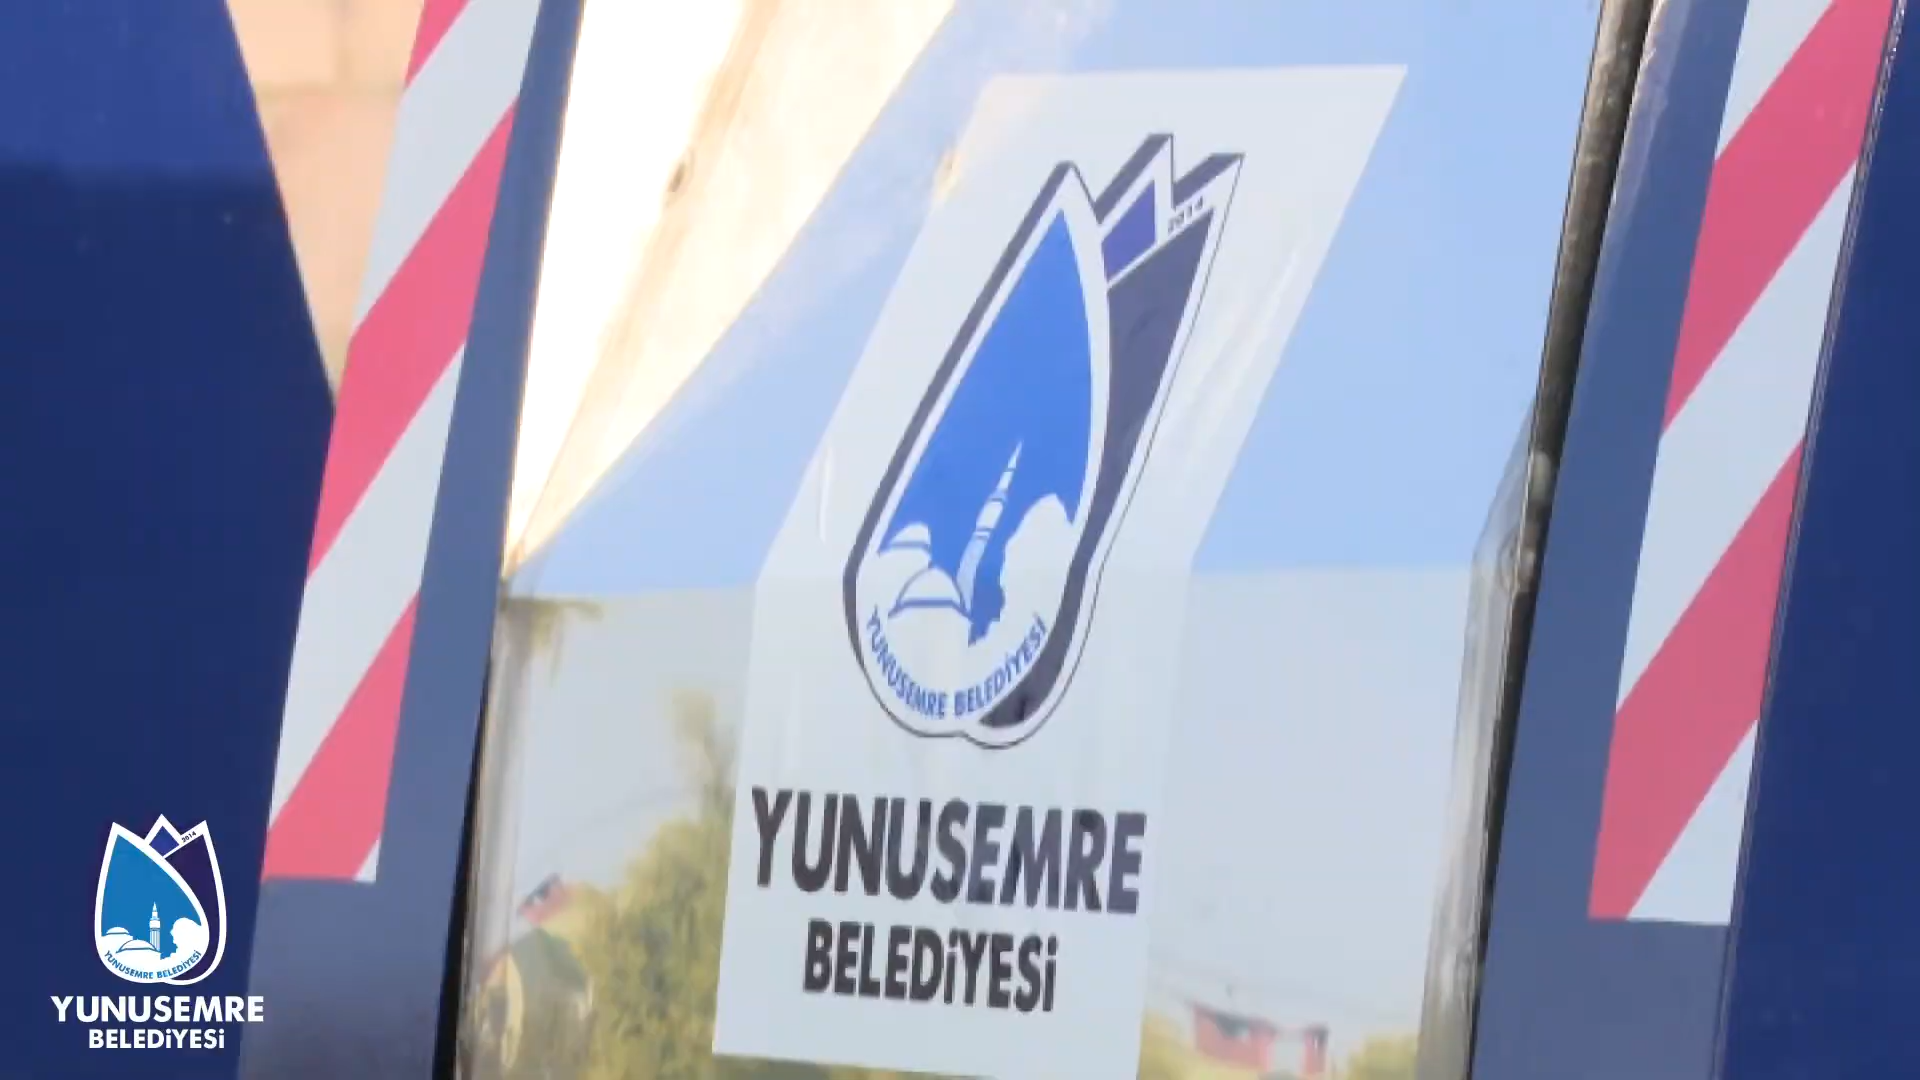 2014
YUNUSEMRE BELEDİYESİ
YUNUSEMRE
BELEDİYESİ
2014
YUNUSEMRE BELEDİYESİ
YUNUSEMRE
BELEDİYESİ